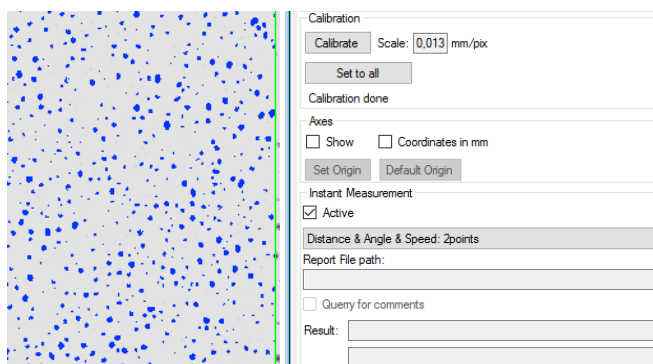 Calibration
Calibrate Scale: 0,013 mm/pix
Set to all
Calibration done
Axes
Show Coordinates in mm
Set Origin Default Origin
Instant Measurement
Active
Distance & Angle & Speed: 2points
Report File path:
Querry for comments
Result: